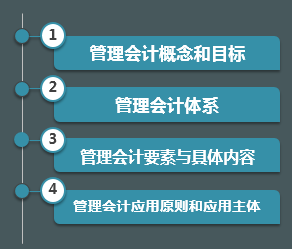 1
管理会计概念和目标
2
管理会计体系
3
管理会计要素与具体内容
4
管理会计应用原则和应用主体